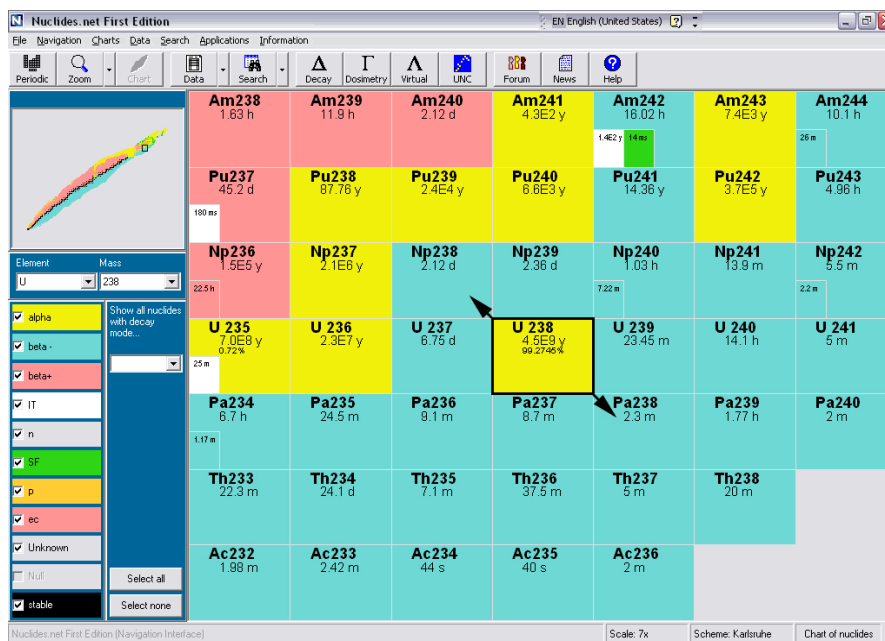 Nuclides.net First Edition
EN English (United States)
File Navigation Charts Data Search Applications Information
Periodic Zoom Chart Data Search Decay Dosimetry Virtual UNC Forum News Help
Δ Γ Λ
Am238 Am239 Am240 Am241 Am242 Am243 Am244
1.63 h 11.9 h 2.12 d 4.3E2 y 16.02 h 7.4E3 y 10.1 h
1.4E2 y 14 ms 26 m
Pu237 Pu238 Pu239 Pu240 Pu241 Pu242 Pu243
45.2 d 87.76 y 2.4E4 y 6.6E3 y 14.36 y 3.7E5 y 4.96 h
180 ms
Np236 Np237 Np238 Np239 Np240 Np241 Np242
1.5E5 y 2.1E6 y 2.12 d 2.36 d 1.03 h 13.9 m 5.5 m
22.5 h 7.22 m 2.2 m
U 235 U 236 U 237 U 238 U 239 U 240 U 241
7.0E8 y 2.3E7 y 6.75 d 4.5E9 y 23.45 m 14.1 h 5 m
0.72% 99.2745%
25 m
Pa234 Pa235 Pa236 Pa237 Pa238 Pa239 Pa240
6.7 h 24.5 m 9.1 m 8.7 m 2.3 m 1.77 h 2 m
1.17 m
Th233 Th234 Th235 Th236 Th237 Th238
22.3 m 24.1 d 7.1 m 37.5 m 5 m 20 m
Ac232 Ac233 Ac234 Ac235 Ac236
1.98 m 2.42 m 44 s 40 s 2 m
Element Mass
U 238
alpha
beta -
beta+
IT
n
SF
p
ec
Unknown
Null
stable
Show all nuclides
with decay
mode...
Select all
Select none
Nuclides.net First Edition (Navigation Interface)
Scale: 7x
Scheme: Karlsruhe
Chart of nuclides